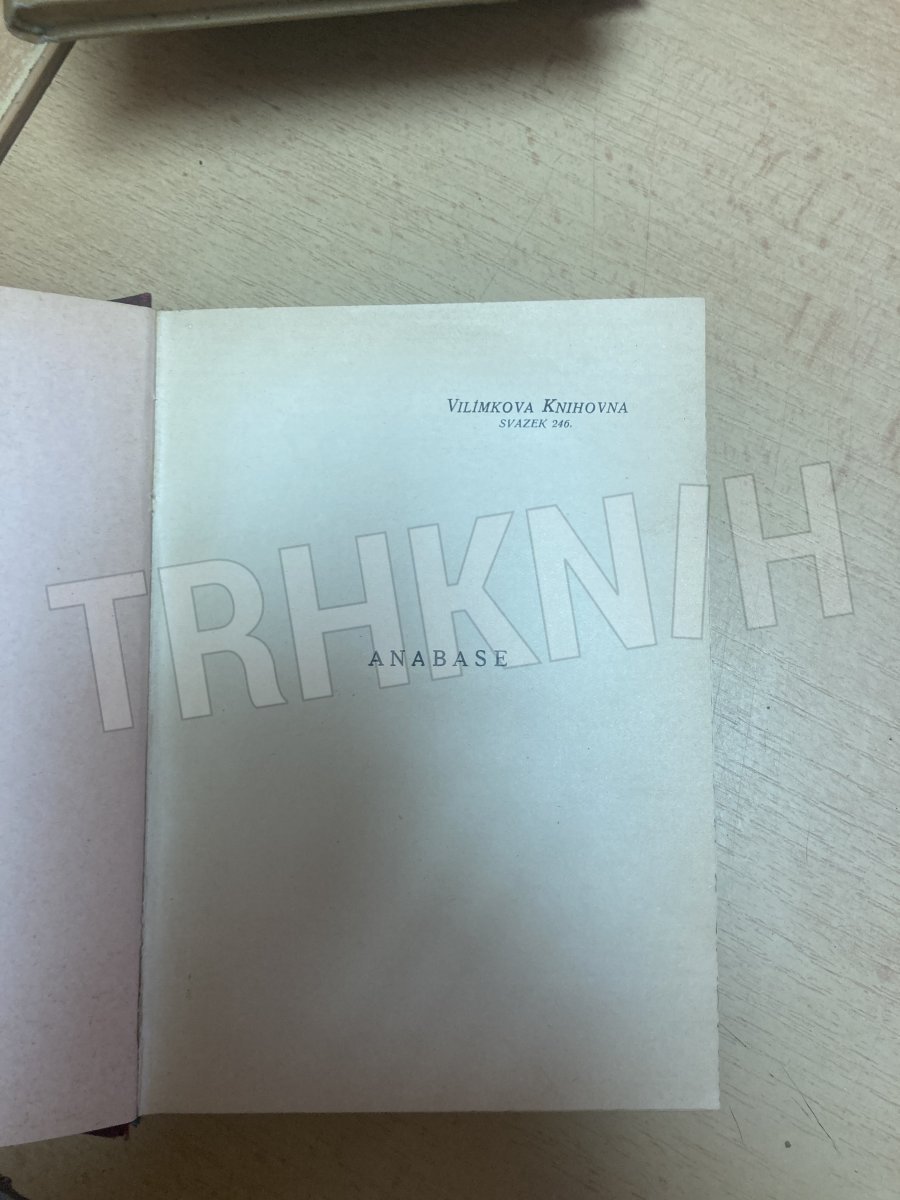 VILÍMKOVA KNIHOVNA
SVAZEK 246.
TRHKNIH
ANABASE